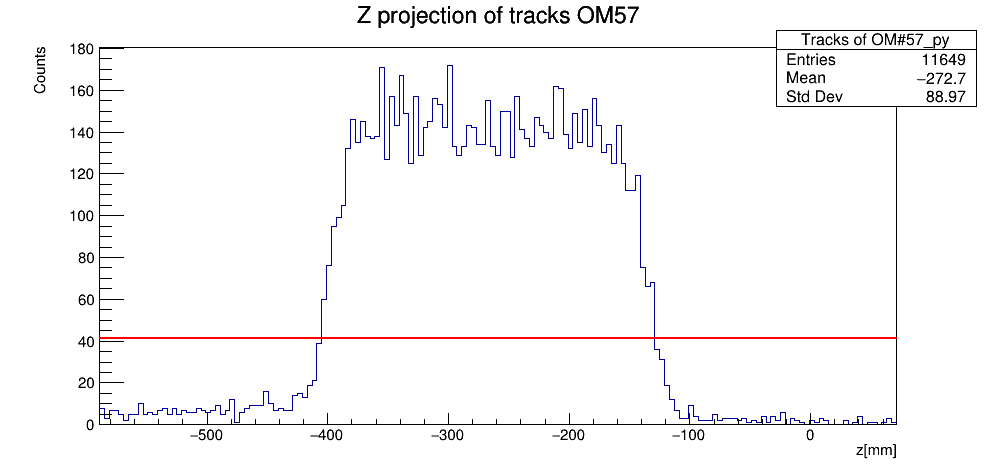 Z projection of tracks OM57
Tracks of OM#57_py
Entries 11649
Mean −272.7
Std Dev 88.97
Counts
180
160
140
120
100
80
60
40
20
0
−500 −400 −300 −200 −100 0
z[mm]